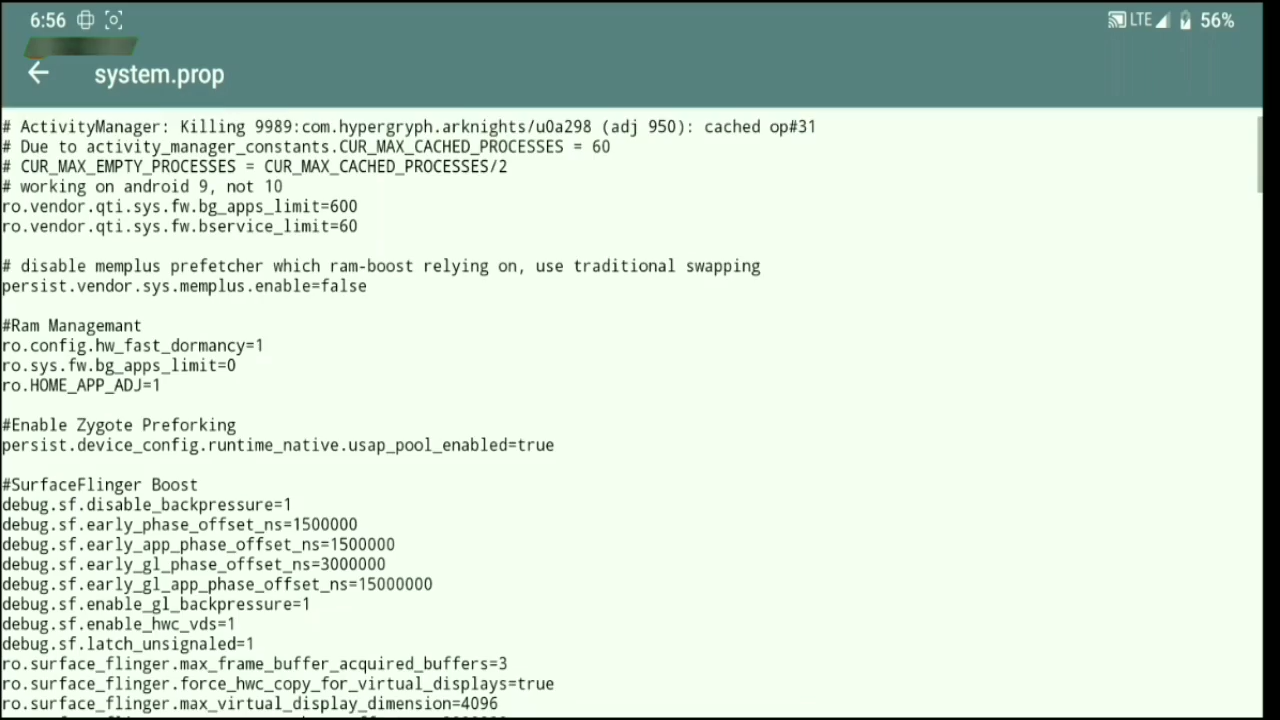 6:56 LTE 56%
system.prop
# ActivityManager: Killing 9989:com.hypergryph.arknights/u0a298 (adj 950): cached op#31
# Due to activity_manager_constants.CUR_MAX_CACHED_PROCESSES = 60
# CUR_MAX_EMPTY_PROCESSES = CUR_MAX_CACHED_PROCESSES/2
# working on android 9, not 10
ro.vendor.qti.sys.fw.bg_apps_limit=600
ro.vendor.qti.sys.fw.bservice_limit=60
# disable memplus prefetcher which ram-boost relying on, use traditional swapping
persist.vendor.sys.memplus.enable=false
#Ram Managemant
ro.config.hw_fast_dormancy=1
ro.sys.fw.bg_apps_limit=0
ro.HOME_APP_ADJ=1
#Enable Zygote Preforking
persist.device_config.runtime_native.usap_pool_enabled=true
#SurfaceFlinger Boost
debug.sf.disable_backpressure=1
debug.sf.early_phase_offset_ns=1500000
debug.sf.early_app_phase_offset_ns=1500000
debug.sf.early_gl_phase_offset_ns=3000000
debug.sf.early_gl_app_phase_offset_ns=15000000
debug.sf.enable_gl_backpressure=1
debug.sf.enable_hwc_vds=1
debug.sf.latch_unsignaled=1
ro.surface_flinger.max_frame_buffer_acquired_buffers=3
ro.surface_flinger.force_hwc_copy_for_virtual_displays=true
ro.surface_flinger.max_virtual_display_dimension=4096